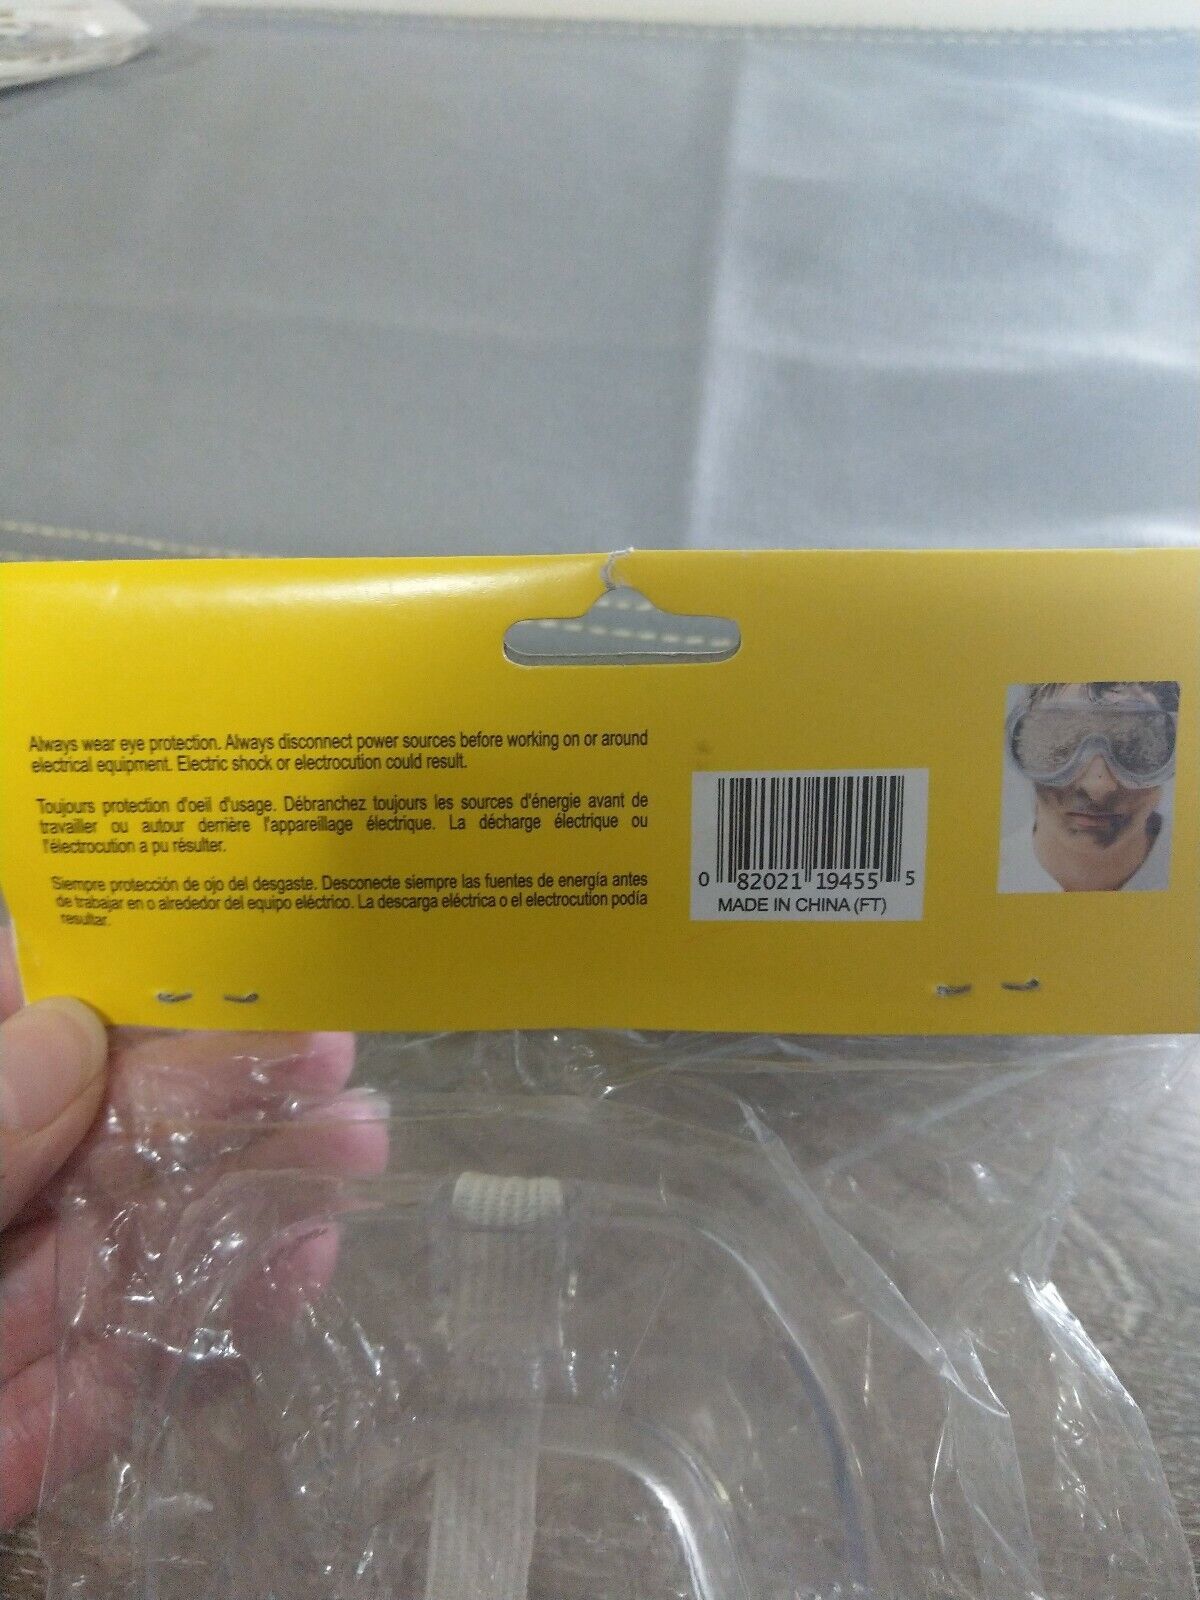 Always wear eye protection. Always disconnect power sources before working on or around
electrical equipment. Electric shock or electrocution could result.
Toujours protection d'oeil d'usage. Débranchez toujours les sources d'énergie avant de
travailler ou autour derrière l'appareillage électrique. La décharge électrique ou
l'électrocution a pu résulter.
Siempre protección de ojo del desgaste. Desconecte siempre las fuentes de energía antes
de trabajar en o alrededor del equipo eléctrico. La descarga eléctrica o el electrocution podía
resultar.
0 82021 19455 5
MADE IN CHINA (FT)